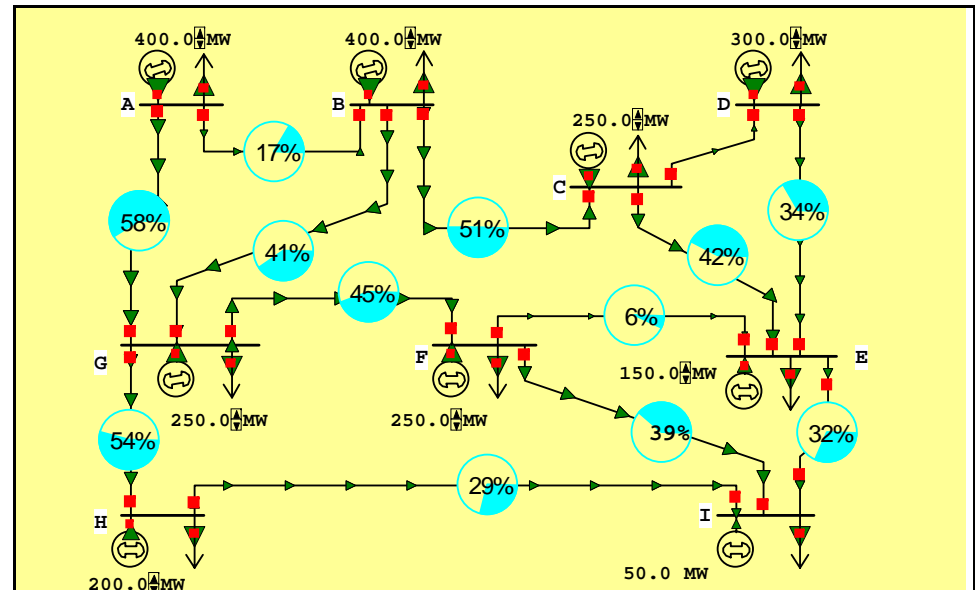 400.0 MW
400.0 MW
300.0 MW
A
B
D
250.0 MW
17%
C
58%
51%
34%
41%
42%
45%
6%
G
F
E
150.0 MW
250.0 MW
250.0 MW
54%
39%
32%
29%
H
I
50.0 MW
200.0 MW